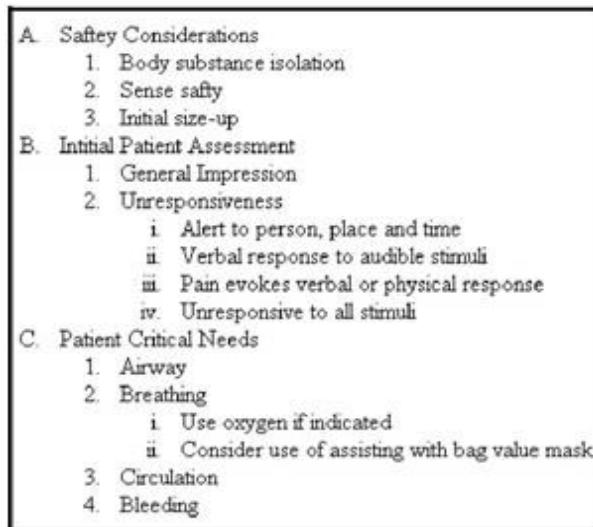 A. Saftey Considerations
1. Body substance isolation
2. Sense safty
3. Initial size-up
B. Intitial Patient Assessment
1. General Impression
2. Unresponsiveness
i. Alert to person, place and time
ii. Verbal response to audible stimuli
iii. Pain evokes verbal or physical response
iv. Unresponsive to all stimuli
C. Patient Critical Needs
1. Airway
2. Breathing
i. Use oxygen if indicated
ii. Consider use of assisting with bag value mask
3. Circulation
4. Bleeding